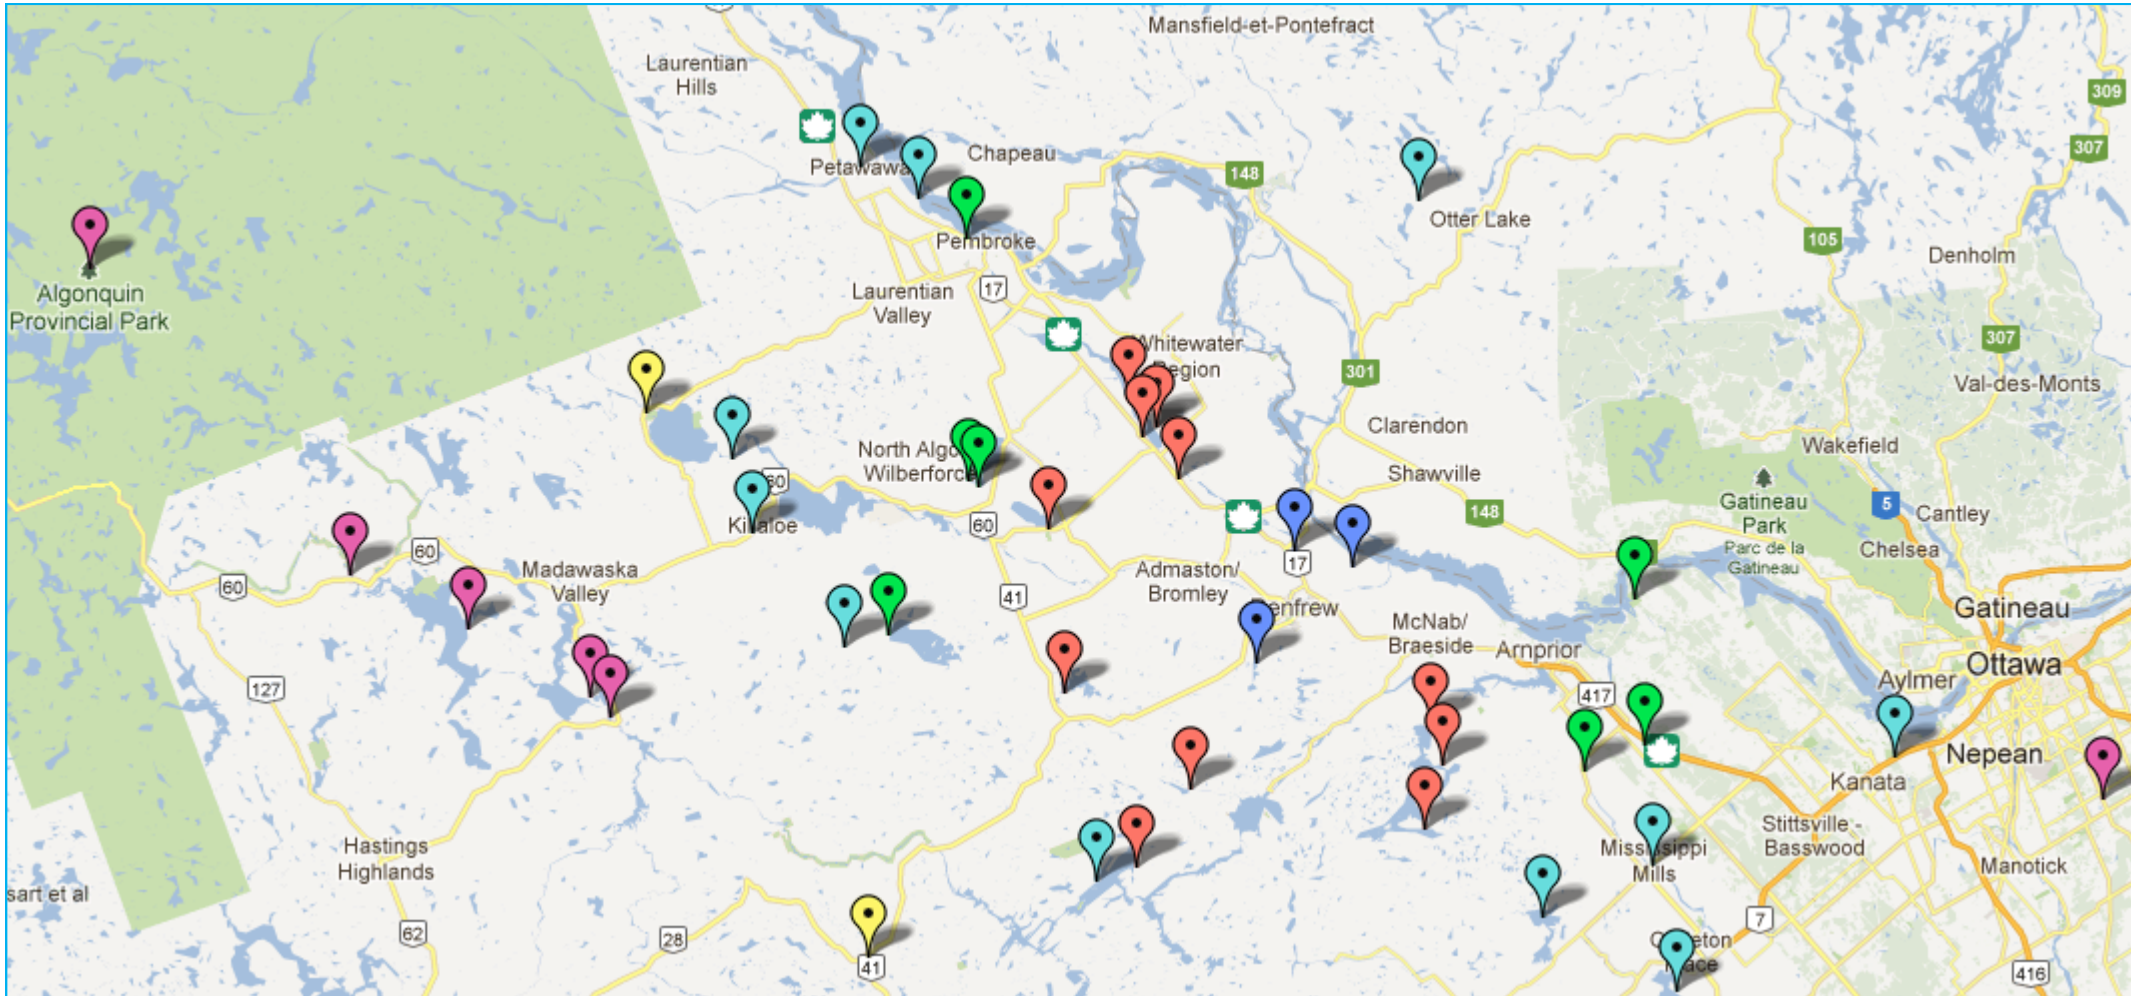 Mansfield-et-Pontefract
Laurentian
Hills
309
307
Petawawa
Chapeau
148
Otter Lake
105
Denholm
Pembroke
Algonquin
Provincial Park
Laurentian
Valley
17
Whitewater
Region
307
301
Val-des-Monts
Clarendon
Wakefield
North Algo
Wilberforce
Shawville
Gatineau
Park
Parc de la
Gatineau
5
Cantley
Chelsea
148
60
Killaloe
60
60
60
Madawaska
Valley
41
Admaston/
Bromley
17
Renfrew
McNab/
Braeside
Arnprior
Gatineau
Ottawa
Aylmer
127
417
Nepean
Kanata
Hastings
Highlands
Mississippi
Mills
Stittsville -
Basswood
Manotick
sart et al
62
28
41
7
Carleton
Place
416